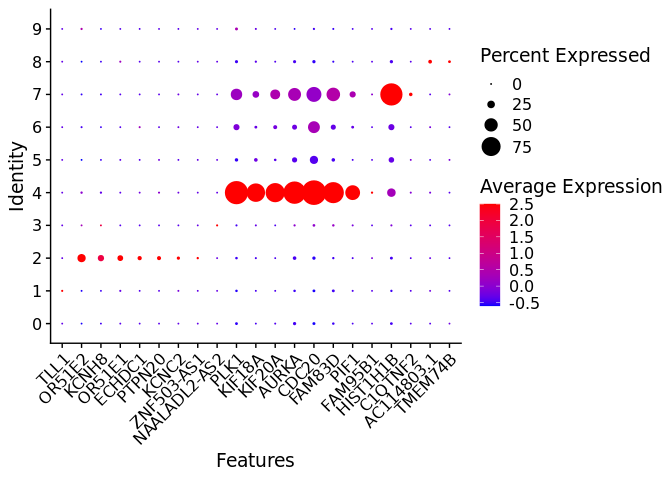 Identity
9
8
7
6
5
4
3
2
1
0
TLL1
OR51E2
KCNH8
OR51E1
ECHDC1
PTPN20
KCNC2
ZNF503-AS1
NAALADL2-AS2
PLK1
KIF18A
KIF20A
AURKA
CDC20
FAM83D
PIF1
FAM95B1
HIST1H1B
C1QTNF2
AC114803.1
TMEM74B
Features
Percent Expressed
0
25
50
75
Average Expression
2.5
2.0
1.5
1.0
0.5
0.0
-0.5